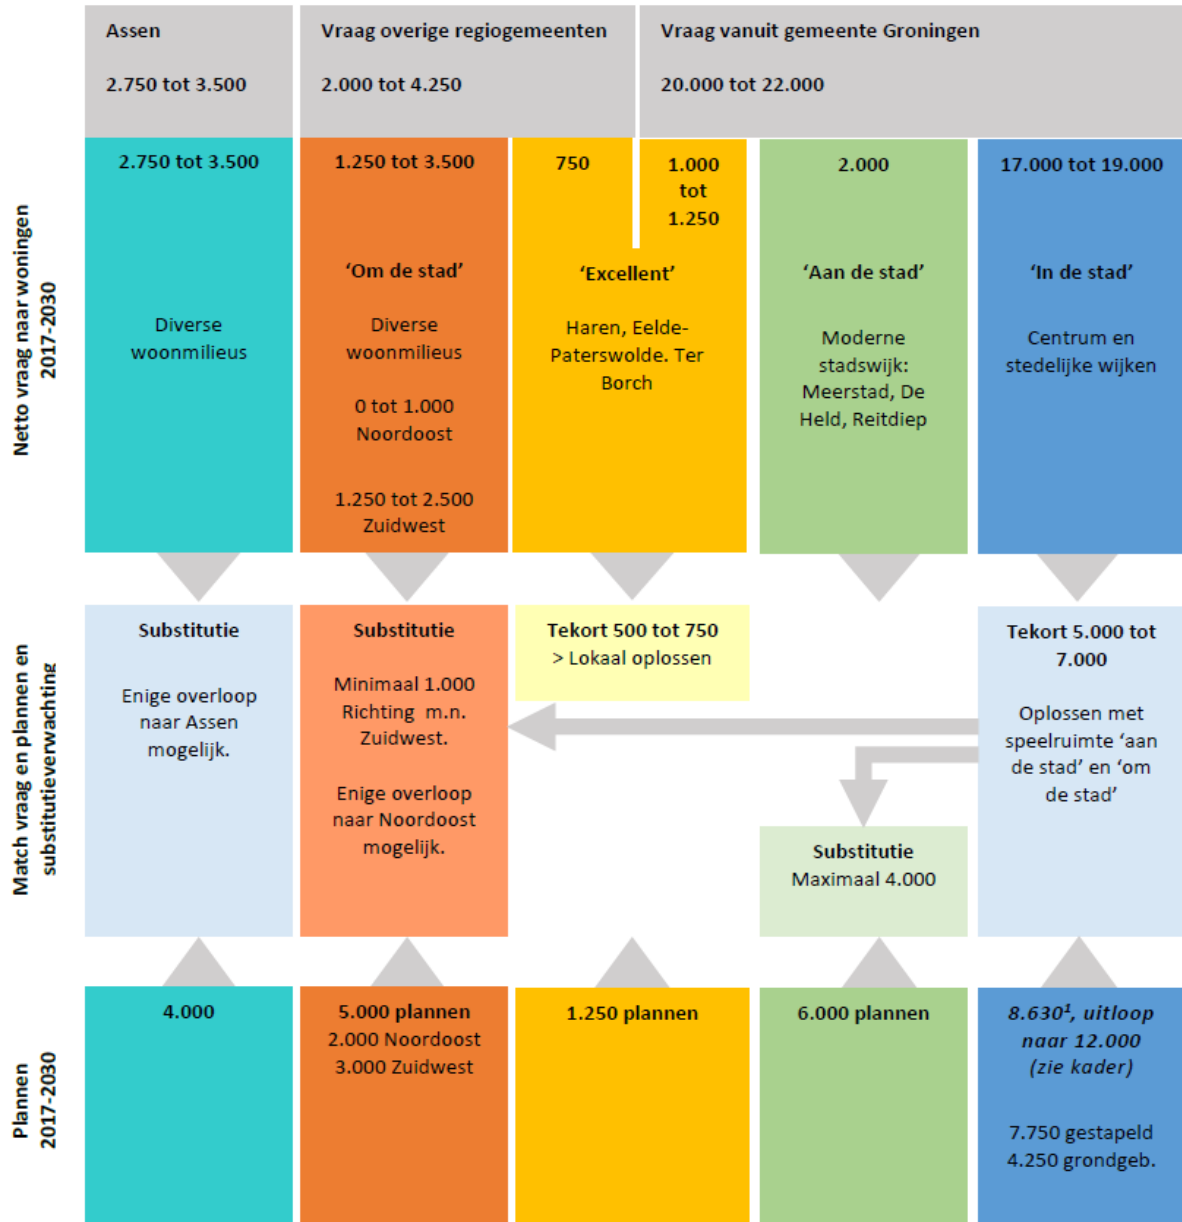 Assen
2.750 tot 3.500
Vraag overige regiogemeenten
2.000 tot 4.250
Vraag vanuit gemeente Groningen
20.000 tot 22.000
Netto vraag naar woningen
2017-2030
2.750 tot 3.500
Diverse
woonmilieus
1.250 tot 3.500
‘Om de stad’
Diverse
woonmilieus
0 tot 1.000
Noordoost
1.250 tot 2.500
Zuidwest
750
1.000
tot
1.250
‘Excellent’
Haren, Eelde-
Paterswolde. Ter
Borch
2.000
‘Aan de stad’
Moderne
stadswijk:
Meerstad, De
Held, Reitdiep
17.000 tot 19.000
‘In de stad’
Centrum en
stedelijke wijken
Match vraag en plannen en
substitutieverwachting
Substitutie
Enige overloop
naar Assen
mogelijk.
Substitutie
Minimaal 1.000
Richting m.n.
Zuidwest.
Enige overloop
naar Noordoost
mogelijk.
Tekort 500 tot 750
> Lokaal oplossen
Substitutie
Maximaal 4.000
Tekort 5.000 tot
7.000
Oplossen met
speelruimte ‘aan
de stad’ en ‘om
de stad’
Plannen
2017-2030
4.000
5.000 plannen
2.000 Noordoost
3.000 Zuidwest
1.250 plannen
6.000 plannen
8.630¹, uitloop
naar 12.000
(zie kader)
7.750 gestapeld
4.250 grondgeb.